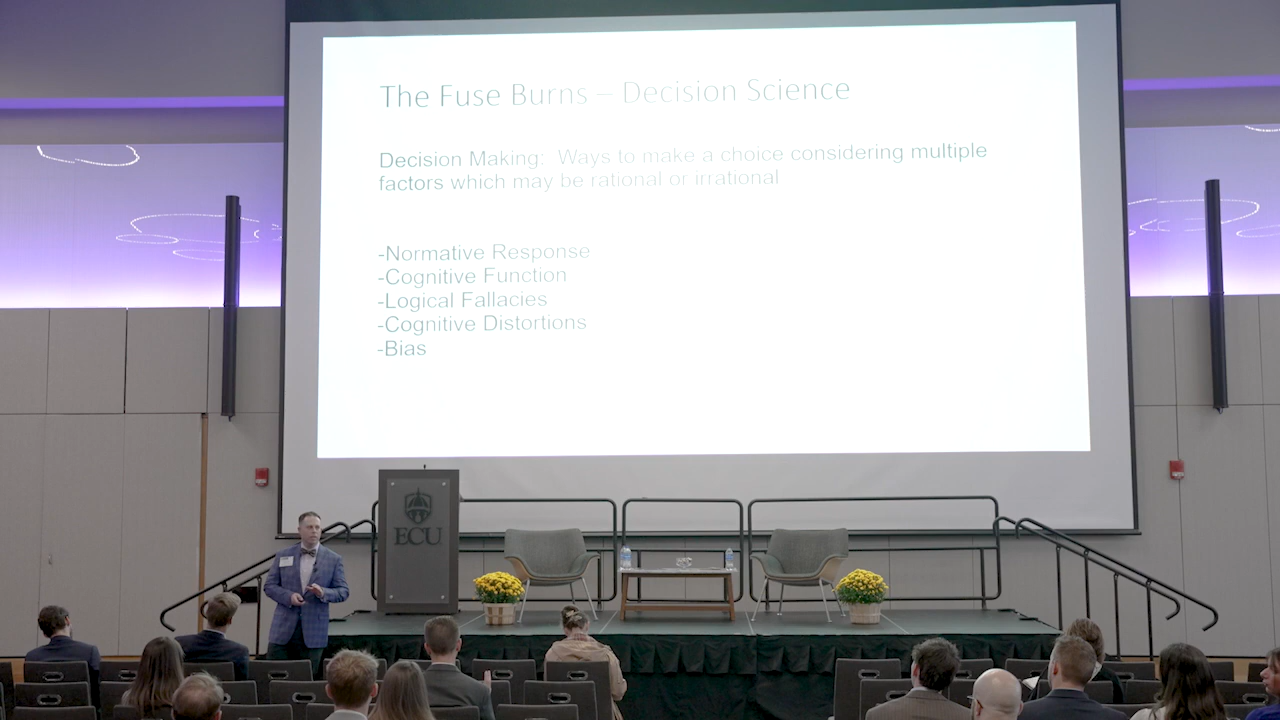 The Fuse Burns – Decision Science
Decision Making:  Ways to make a choice considering multiple
factors which may be rational or irrational
-Normative Response
-Cognitive Function
-Logical Fallacies
-Cognitive Distortions
-Bias
ECU